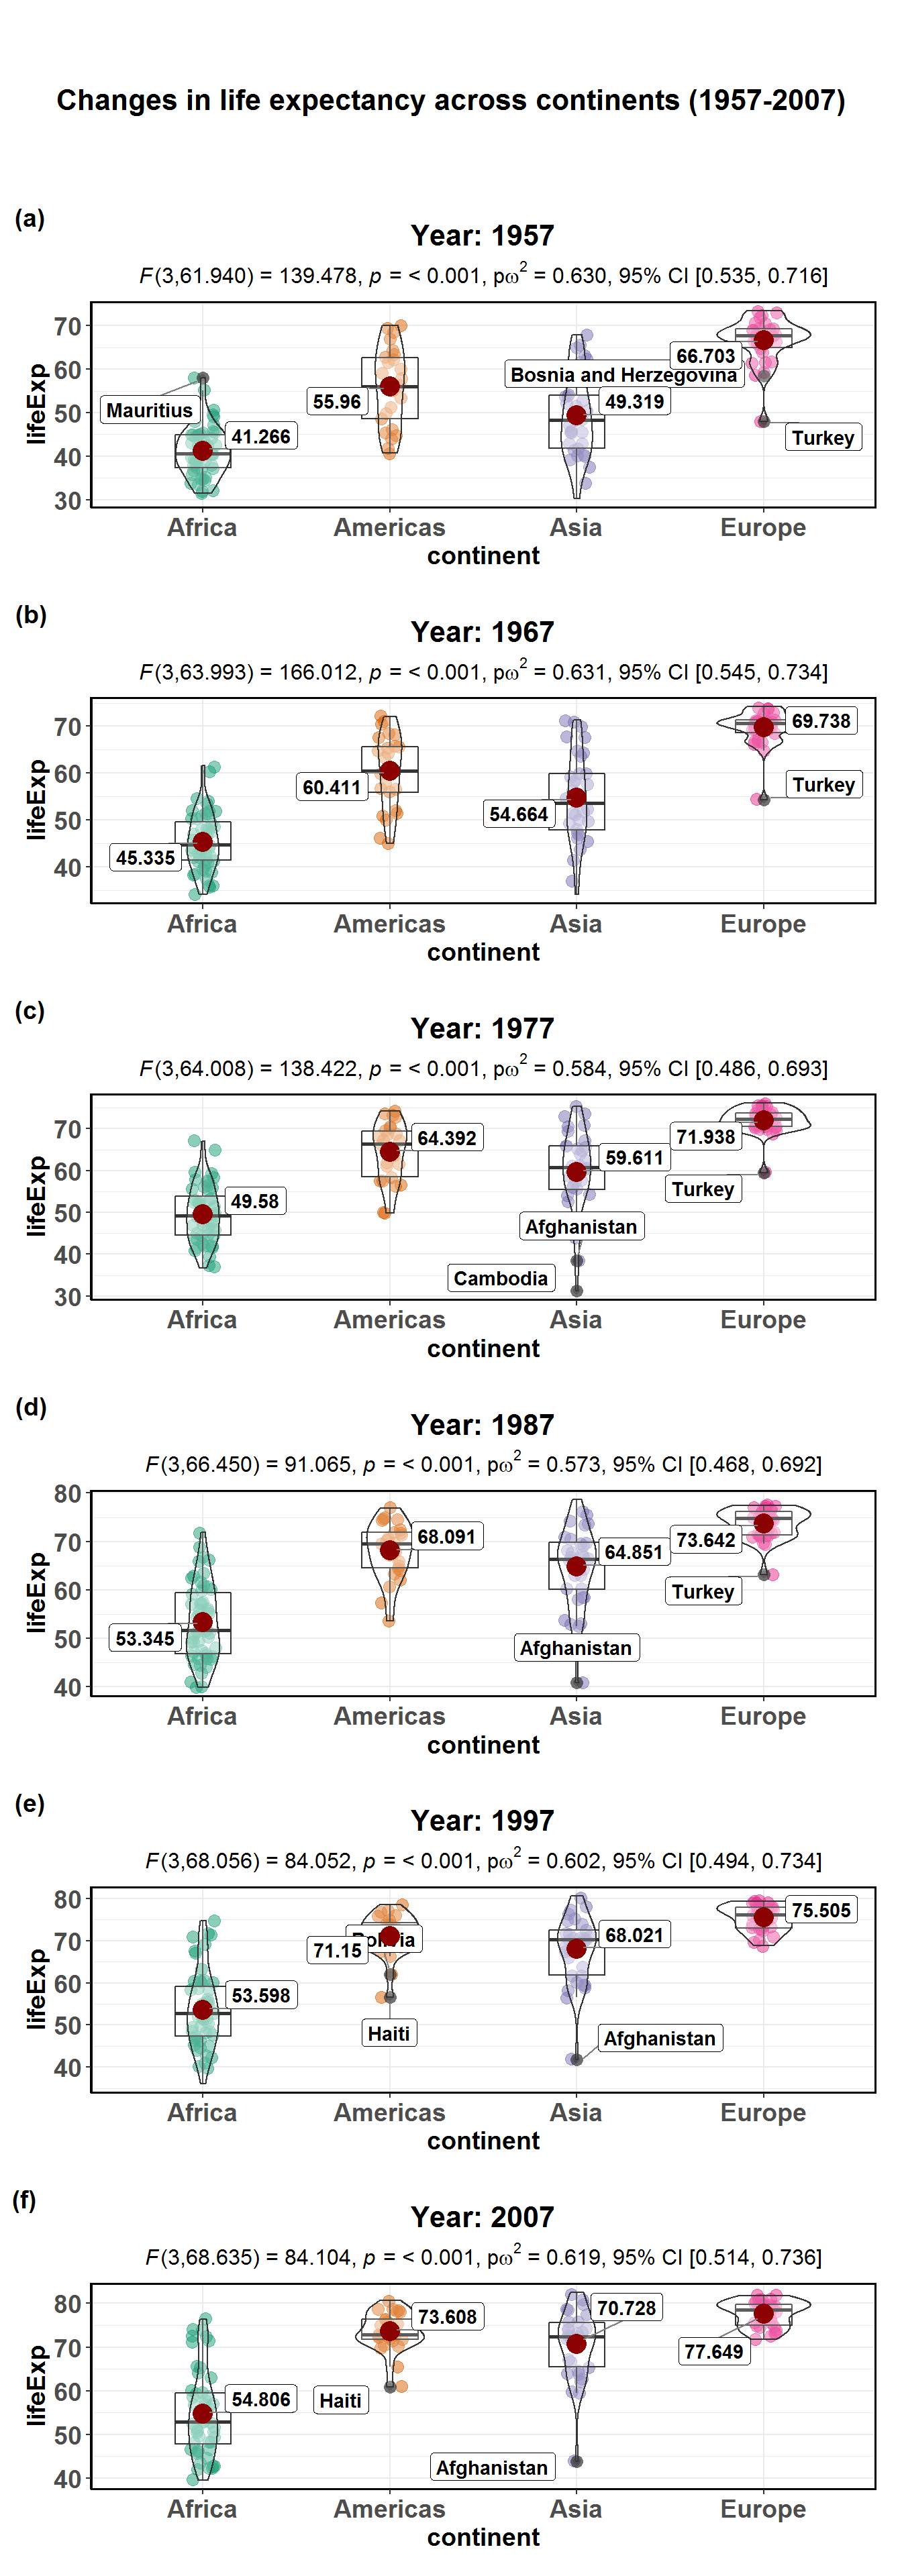 Changes in life expectancy across continents (1957-2007)
(a)
Year: 1957
F(3,61.940) = 139.478, p = < 0.001, pω² = 0.630, 95% CI [0.535, 0.716]
lifeExp
70
60
50
40
30
Mauritius
41.266
55.96
Bosnia and Herzegovina
49.319
66.703
Turkey
Africa Americas Asia Europe
continent
(b)
Year: 1967
F(3,63.993) = 166.012, p = < 0.001, pω² = 0.631, 95% CI [0.545, 0.734]
lifeExp
70
60
50
40
45.335
60.411
54.664
69.738
Turkey
Africa Americas Asia Europe
continent
(c)
Year: 1977
F(3,64.008) = 138.422, p = < 0.001, pω² = 0.584, 95% CI [0.486, 0.693]
lifeExp
70
60
50
40
30
49.58
64.392
59.611
Afghanistan
Cambodia
71.938
Turkey
Africa Americas Asia Europe
continent
(d)
Year: 1987
F(3,66.450) = 91.065, p = < 0.001, pω² = 0.573, 95% CI [0.468, 0.692]
lifeExp
80
70
60
50
40
53.345
68.091
64.851
Afghanistan
73.642
Turkey
Africa Americas Asia Europe
continent
(e)
Year: 1997
F(3,68.056) = 84.052, p = < 0.001, pω² = 0.602, 95% CI [0.494, 0.734]
lifeExp
80
70
60
50
40
53.598
Bolivia
71.15
Haiti
68.021
Afghanistan
75.505
Africa Americas Asia Europe
continent
(f)
Year: 2007
F(3,68.635) = 84.104, p = < 0.001, pω² = 0.619, 95% CI [0.514, 0.736]
lifeExp
80
70
60
50
40
54.806
73.608
Haiti
70.728
Afghanistan
77.649
Africa Americas Asia Europe
continent